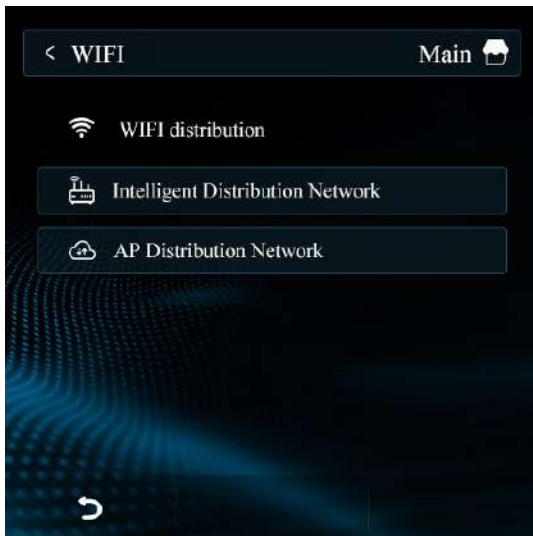 < WIFI
Main
WIFI distribution
Intelligent Distribution Network
AP Distribution Network